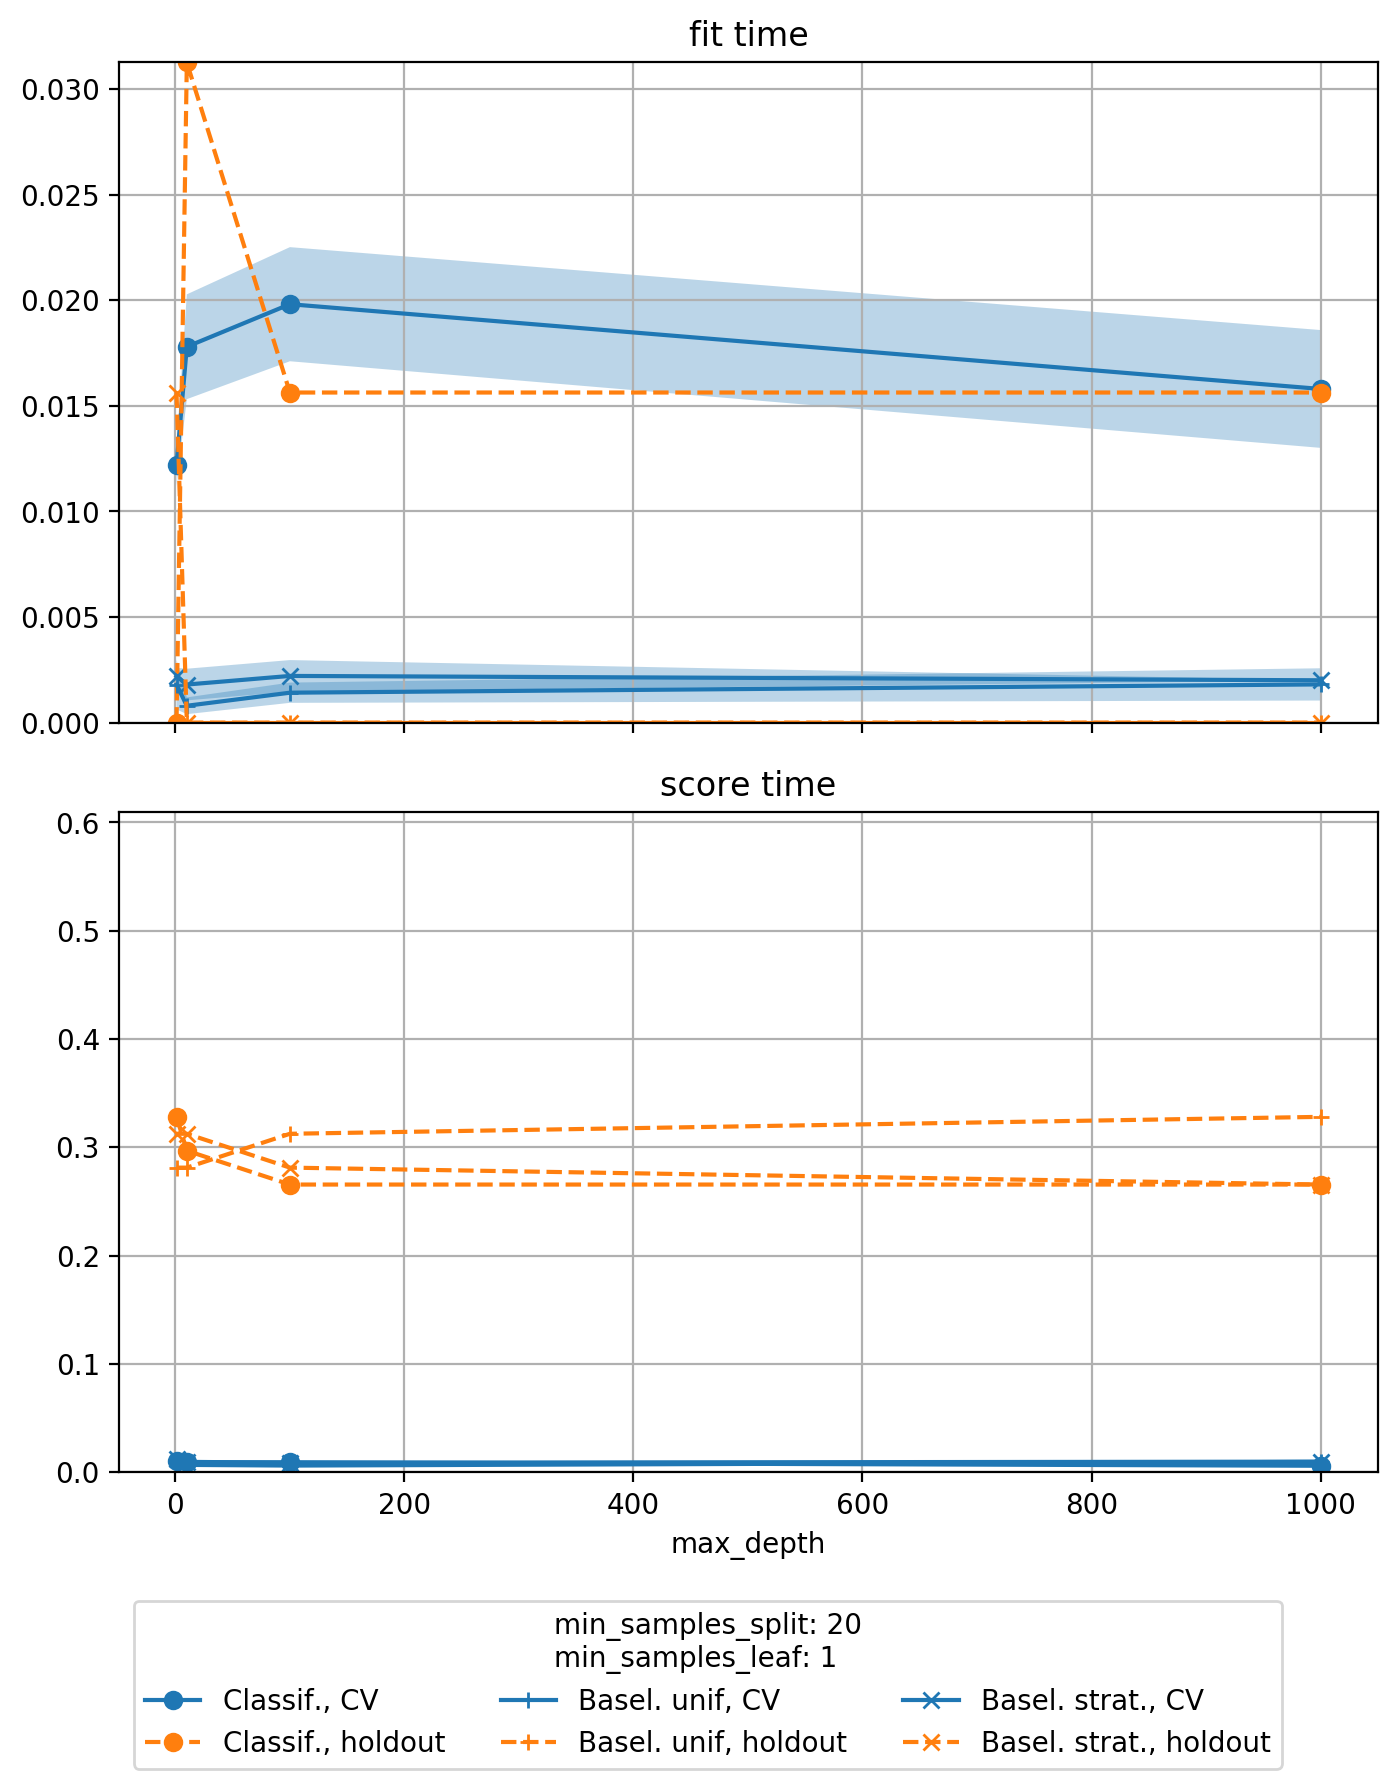 fit time
0.030
0.025
0.020
0.015
0.010
0.005
0.000
score time
0.6
0.5
0.4
0.3
0.2
0.1
0.0
0 200 400 600 800 1000
max_depth
min_samples_split: 20
min_samples_leaf: 1
Classif., CV Basel. unif, CV Basel. strat., CV
Classif., holdout Basel. unif, holdout Basel. strat., holdout